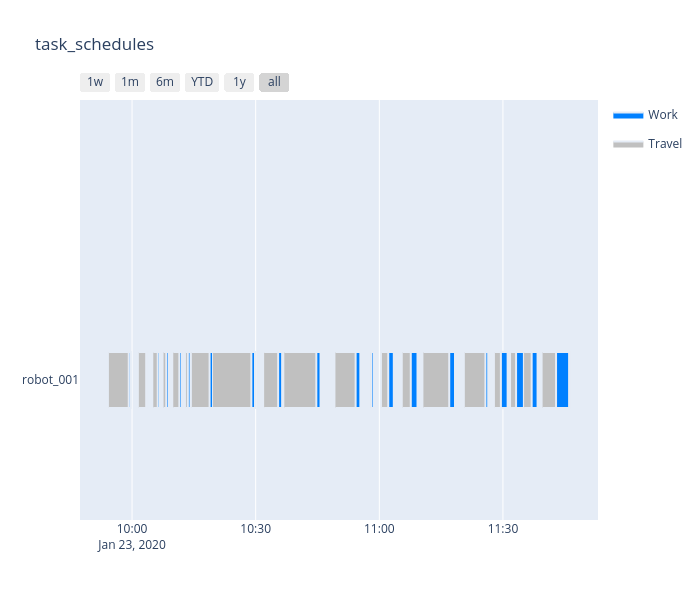 task_schedules
1w 1m 6m YTD 1y all
Work
Travel
robot_001
10:00 10:30 11:00 11:30
Jan 23, 2020